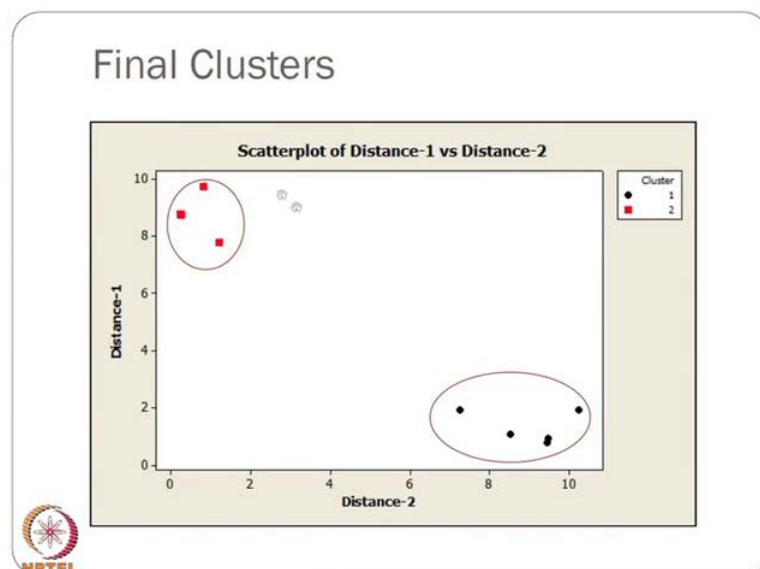 Final Clusters
Scatterplot of Distance-1 vs Distance-2
Cluster
1
2
10
8
6
4
2
0
Distance-1
0 2 4 6 8 10
Distance-2
NPTEL